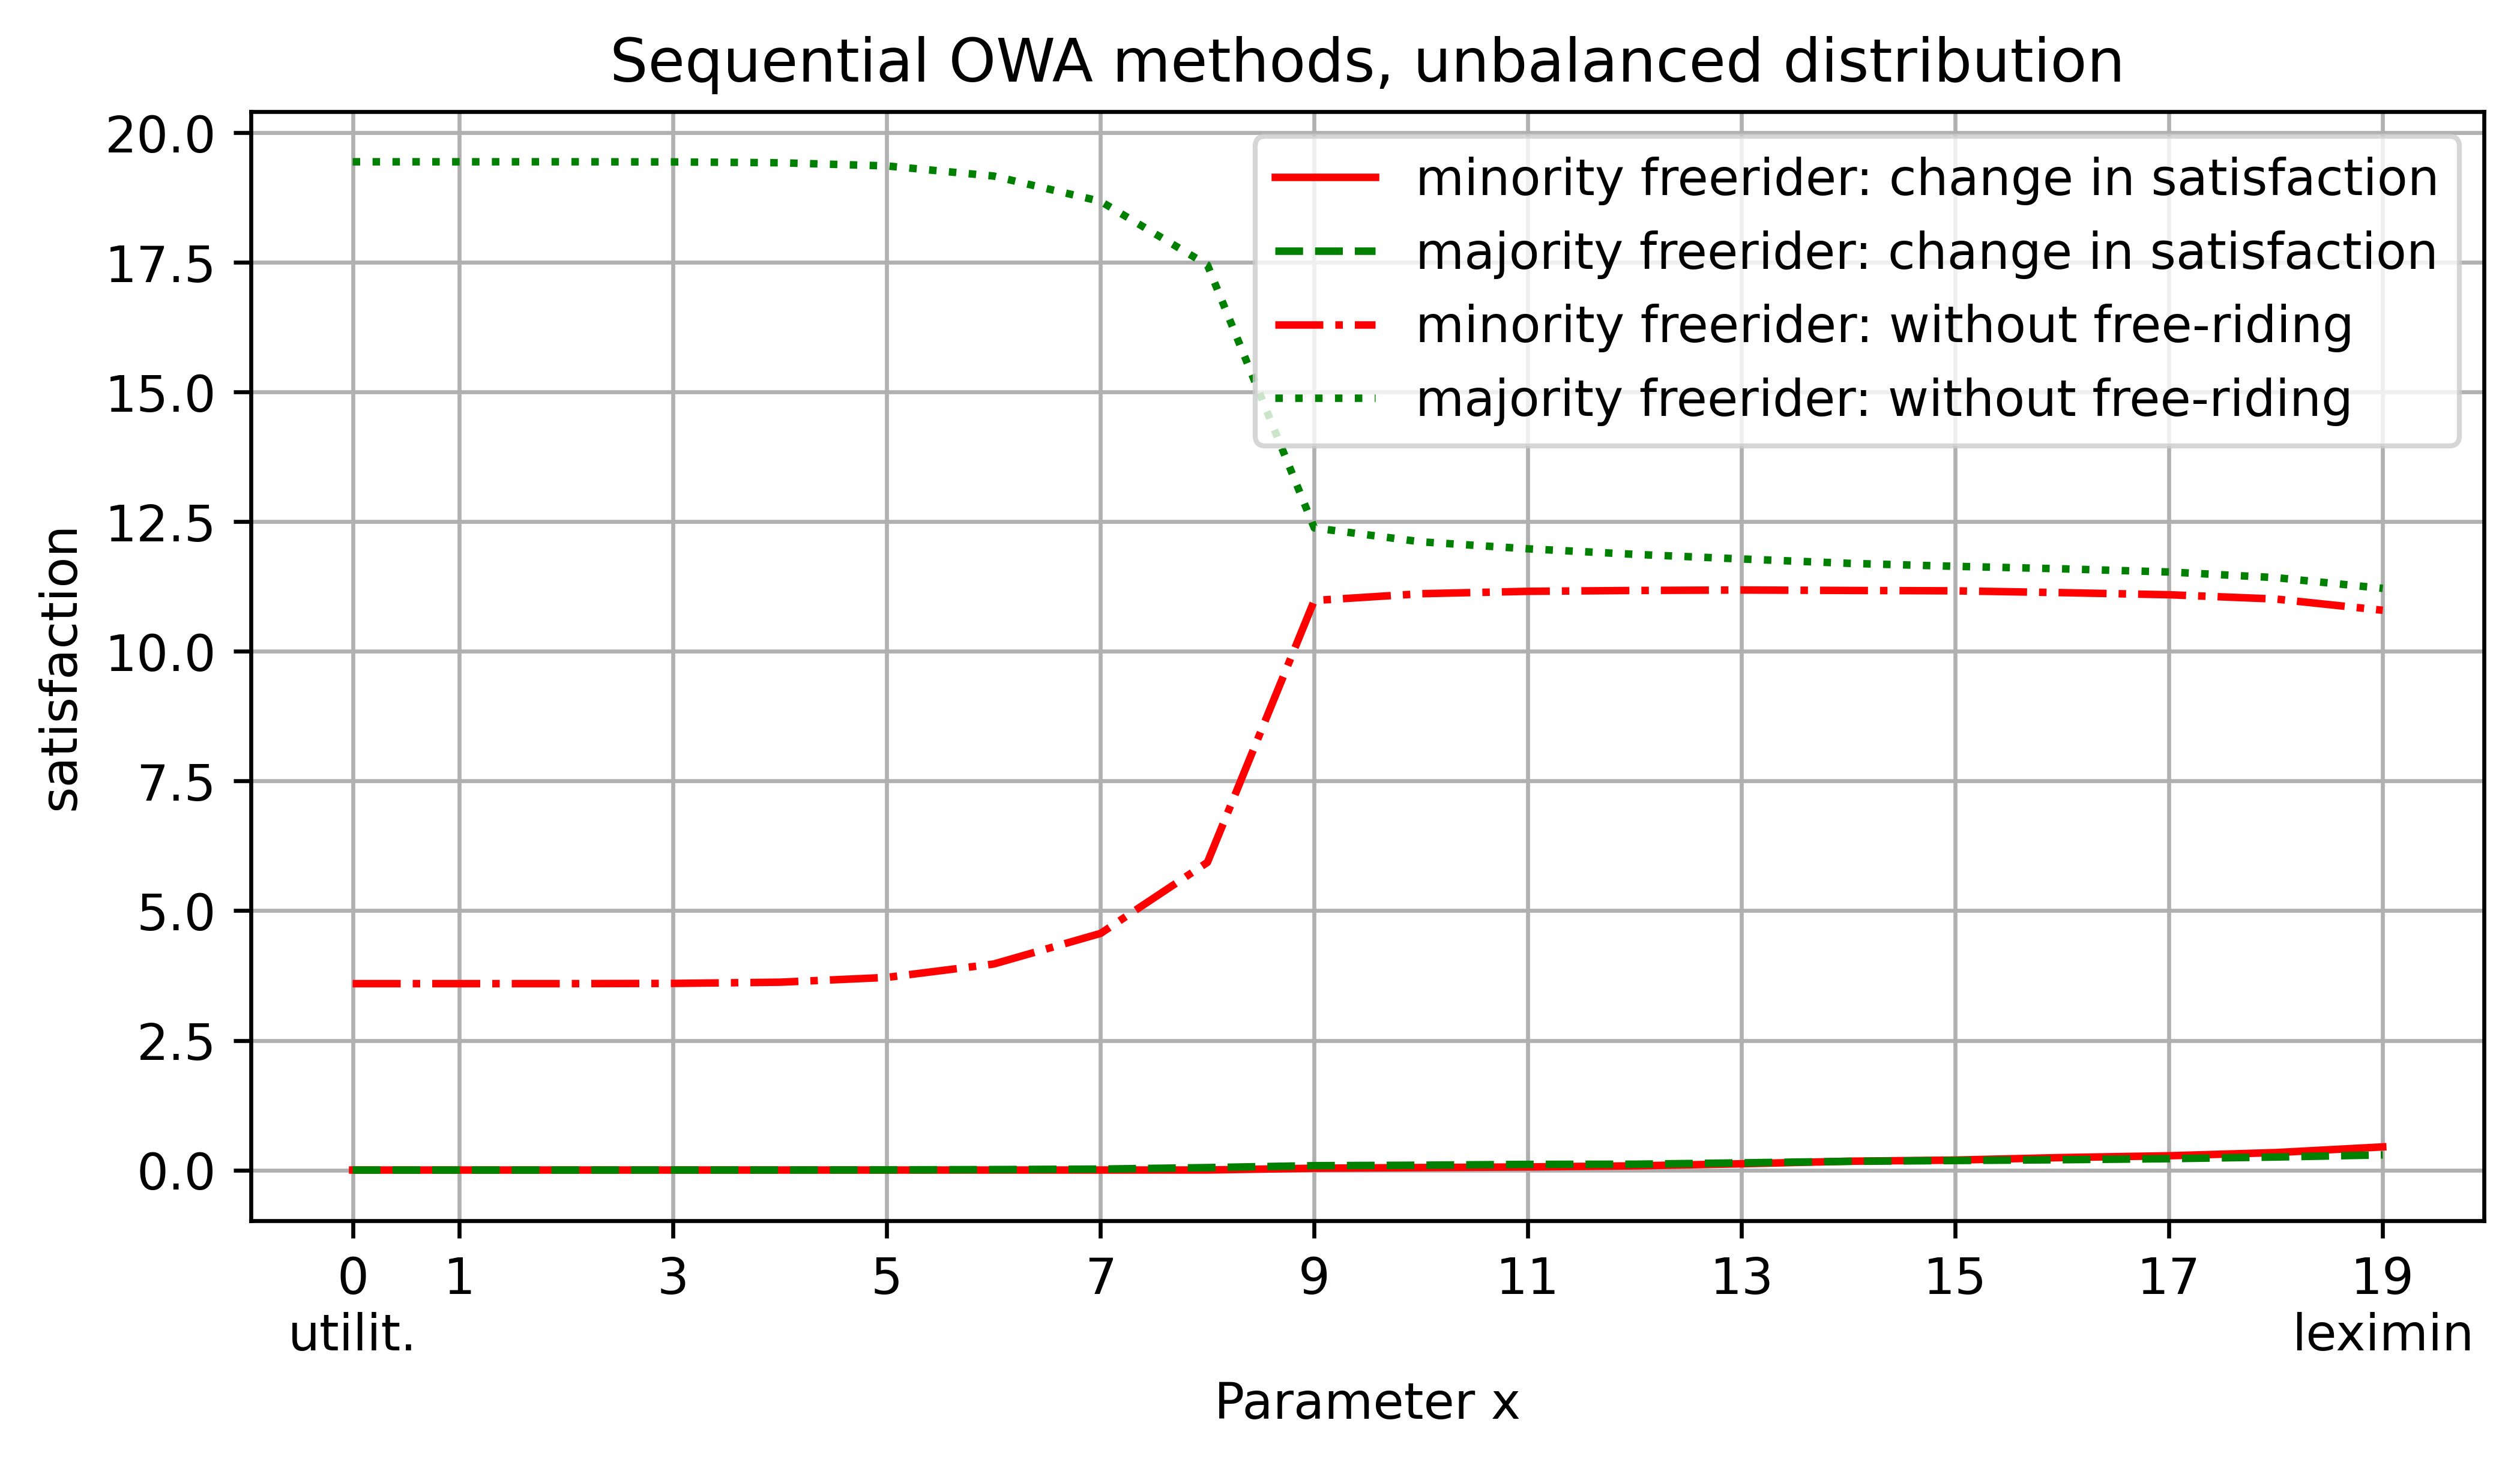 Sequential OWA methods, unbalanced distribution
20.0
17.5
15.0
12.5
10.0
7.5
5.0
2.5
0.0
satisfaction
minority freerider: change in satisfaction
majority freerider: change in satisfaction
minority freerider: without free-riding
majority freerider: without free-riding
0 1 3 5 7 9 11 13 15 17 19
utilit. leximin
Parameter x